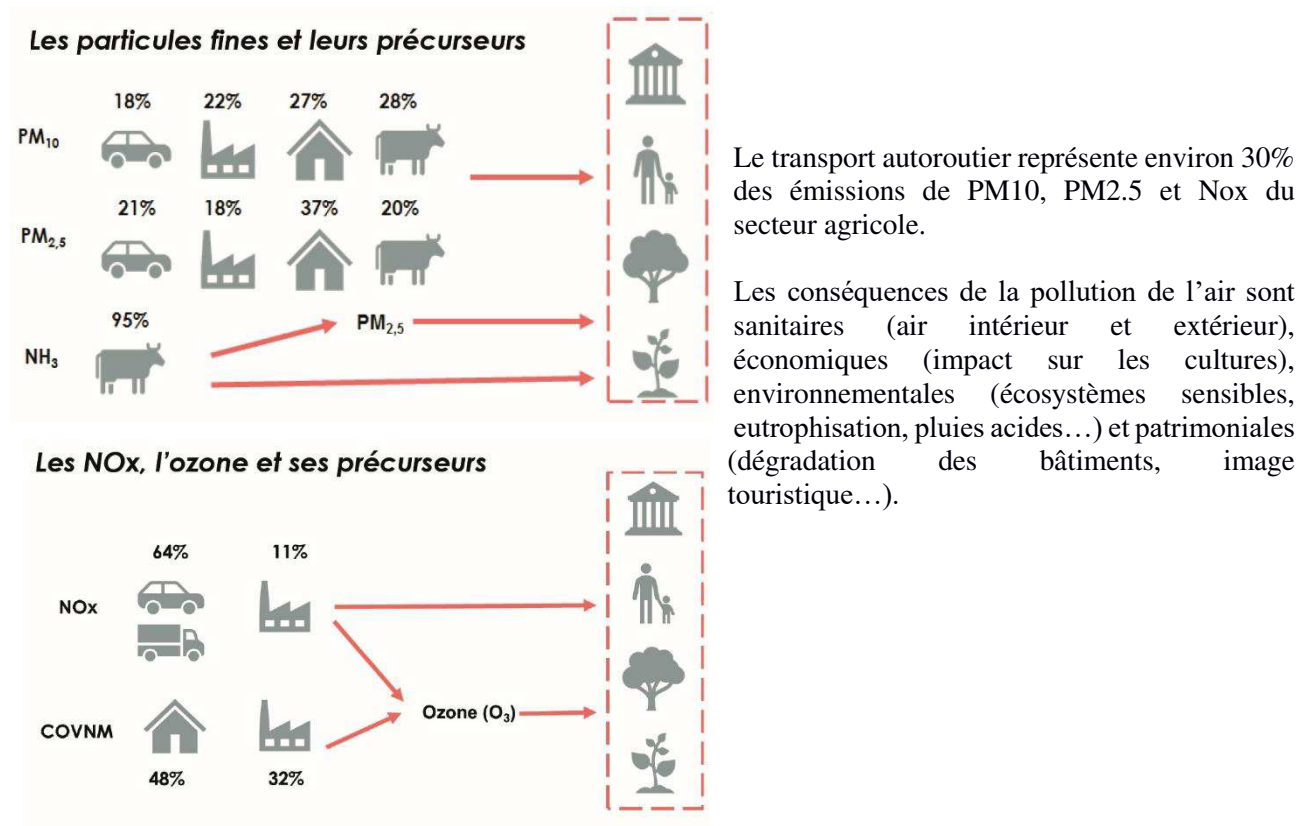 Les particules fines et leurs précurseurs
18% 22% 27% 28%
PM10
21% 18% 37% 20%
PM2,5
95%
PM2,5
NH3
Le transport autoroutier représente environ 30%
des émissions de PM10, PM2.5 et Nox du
secteur agricole.
Les conséquences de la pollution de l’air sont
sanitaires (air intérieur et extérieur),
économiques (impact sur les cultures),
environnementales (écosystèmes sensibles,
eutrophisation, pluies acides…) et patrimoniales
(dégradation des bâtiments, image
touristique…).
Les NOx, l’ozone et ses précurseurs
64% 11%
NOx
Ozone (O3)
COVNM
48% 32%